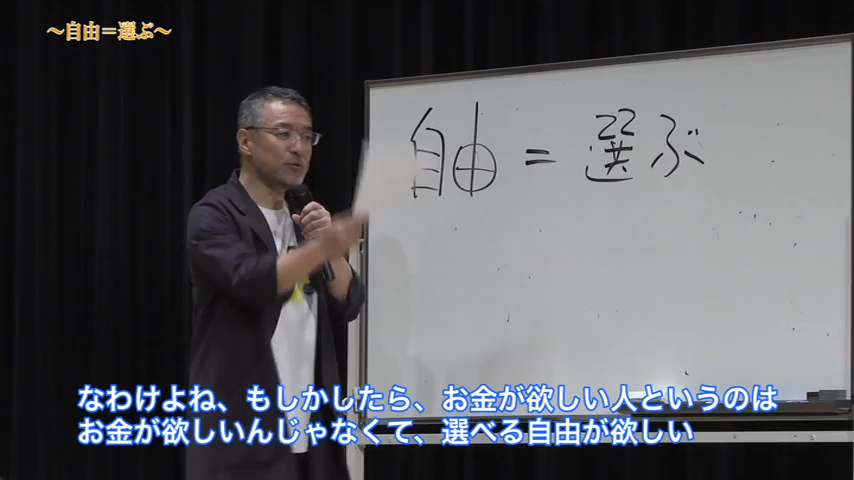 〜自由＝選ぶ〜
自由 = 選ぶ
なわけよね、もしかしたら、お金が欲しい人というのは
お金が欲しいんじゃなくて、選べる自由が欲しい